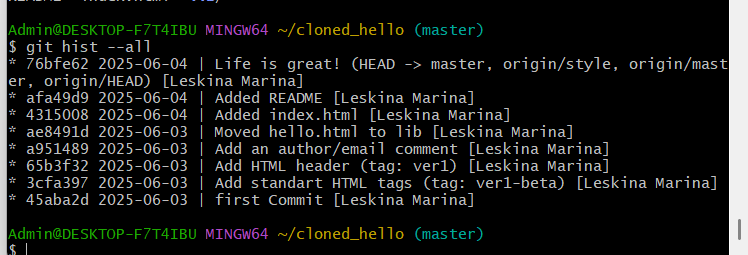 Admin@DESKTOP-F7T4IBU MINGW64 ~/cloned_hello (master)
$ git hist --all
* 76bfe62 2025-06-04 | Life is great! (HEAD -> master, origin/style, origin/mast
er, origin/HEAD) [Leskina Marina]
* afa49d9 2025-06-04 | Added README [Leskina Marina]
* 4315008 2025-06-04 | Added index.html [Leskina Marina]
* ae8491d 2025-06-03 | Moved hello.html to lib [Leskina Marina]
* a951489 2025-06-03 | Add an author/email comment [Leskina Marina]
* 65b3f32 2025-06-03 | Add HTML header (tag: ver1) [Leskina Marina]
* 3cfa397 2025-06-03 | Add standart HTML tags (tag: ver1-beta) [Leskina Marina]
* 45aba2d 2025-06-03 | first Commit [Leskina Marina]
Admin@DESKTOP-F7T4IBU MINGW64 ~/cloned_hello (master)
$